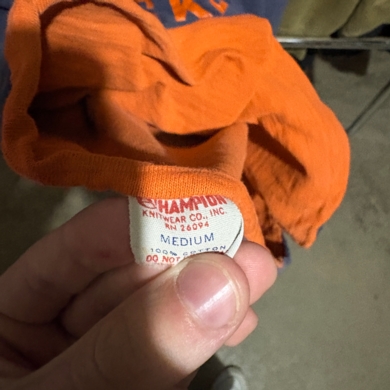 CHAMPION
KNITWEAR CO., INC.
RN 26094
MEDIUM
100% COTTON
DO NOT